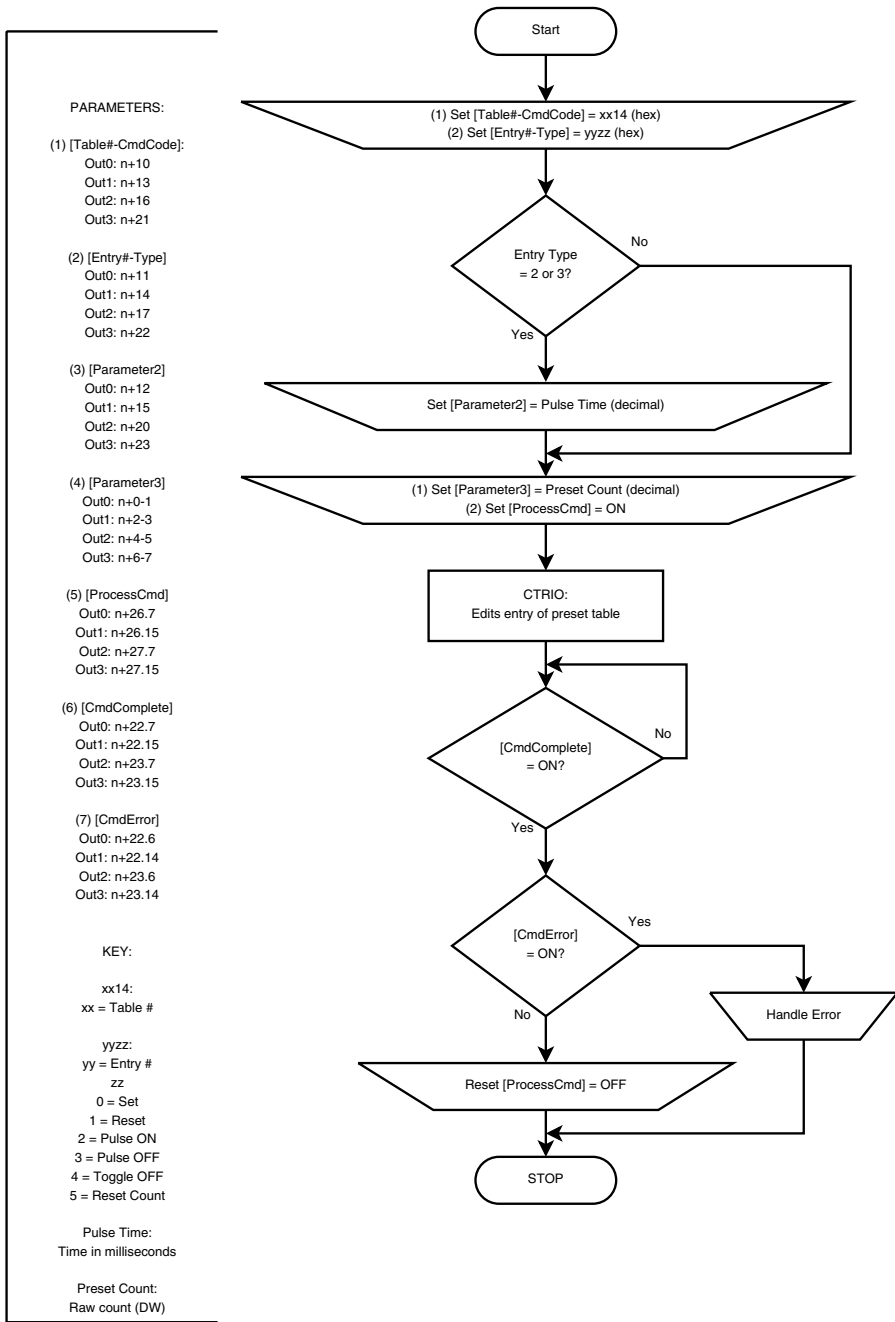 PARAMETERS:
(1) [Table#-CmdCode]:
Out0: n+10
Out1: n+13
Out2: n+16
Out3: n+21
(2) [Entry#-Type]
Out0: n+11
Out1: n+14
Out2: n+17
Out3: n+22
(3) [Parameter2]
Out0: n+12
Out1: n+15
Out2: n+20
Out3: n+23
(4) [Parameter3]
Out0: n+0-1
Out1: n+2-3
Out2: n+4-5
Out3: n+6-7
(5) [ProcessCmd]
Out0: n+26.7
Out1: n+26.15
Out2: n+27.7
Out3: n+27.15
(6) [CmdComplete]
Out0: n+22.7
Out1: n+22.15
Out2: n+23.7
Out3: n+23.15
(7) [CmdError]
Out0: n+22.6
Out1: n+22.14
Out2: n+23.6
Out3: n+23.14
KEY:
xx14:
xx = Table #
yyzz:
yy = Entry #
zz
0 = Set
1 = Reset
2 = Pulse ON
3 = Pulse OFF
4 = Toggle OFF
5 = Reset Count
Pulse Time:
Time in milliseconds
Preset Count:
Raw count (DW)
Start
(1) Set [Table#-CmdCode] = xx14 (hex)
(2) Set [Entry#-Type] = yyzz (hex)
Entry Type
= 2 or 3?
No
Yes
Set [Parameter2] = Pulse Time (decimal)
(1) Set [Parameter3] = Preset Count (decimal)
(2) Set [ProcessCmd] = ON
CTRIO:
Edits entry of preset table
[CmdComplete]
= ON?
No
Yes
[CmdError]
= ON?
Yes
No
Handle Error
Reset [ProcessCmd] = OFF
STOP